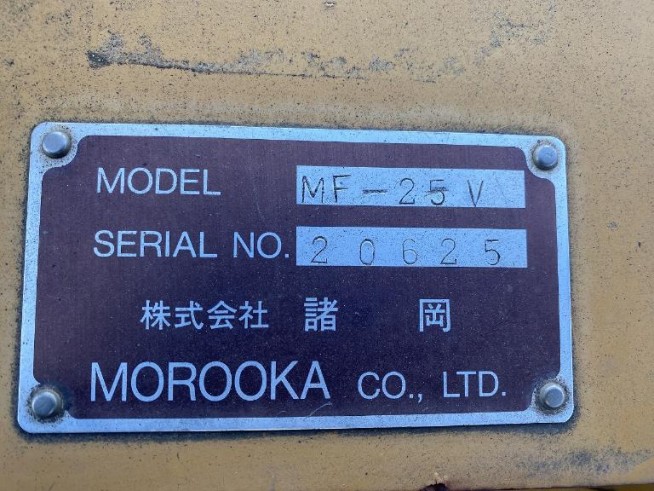 MODEL MF-25V
SERIAL NO. 20625
株式会社 諸岡
MOROOKA CO., LTD.